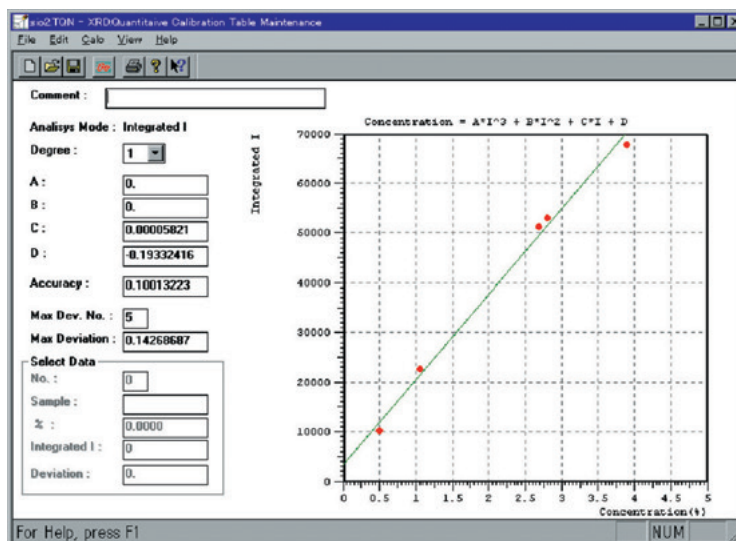 sio2TQN - XRDQuantitaive Calibration Table Maintenance
File Edit Calo View Help
Comment :
Analisys Mode : Integrated I
Degree : 1
A : 0.
B : 0.
C : 0.00005821
D : -0.19332416
Accuracy : 0.10013223
Max Dev. No. : 5
Max Deviation : 0.14268687
Select Data
No. : 0
Sample :
% : 0.0000
Integrated I : 0
Deviation : 0.
Concentration = A*I^3 + B*I^2 + C*I + D
Integrated I
70000
60000
50000
40000
30000
20000
10000
0
0 0.5 1 1.5 2 2.5 3 3.5 4 4.5 5
Concentration(%)
For Help, press F1
NUM